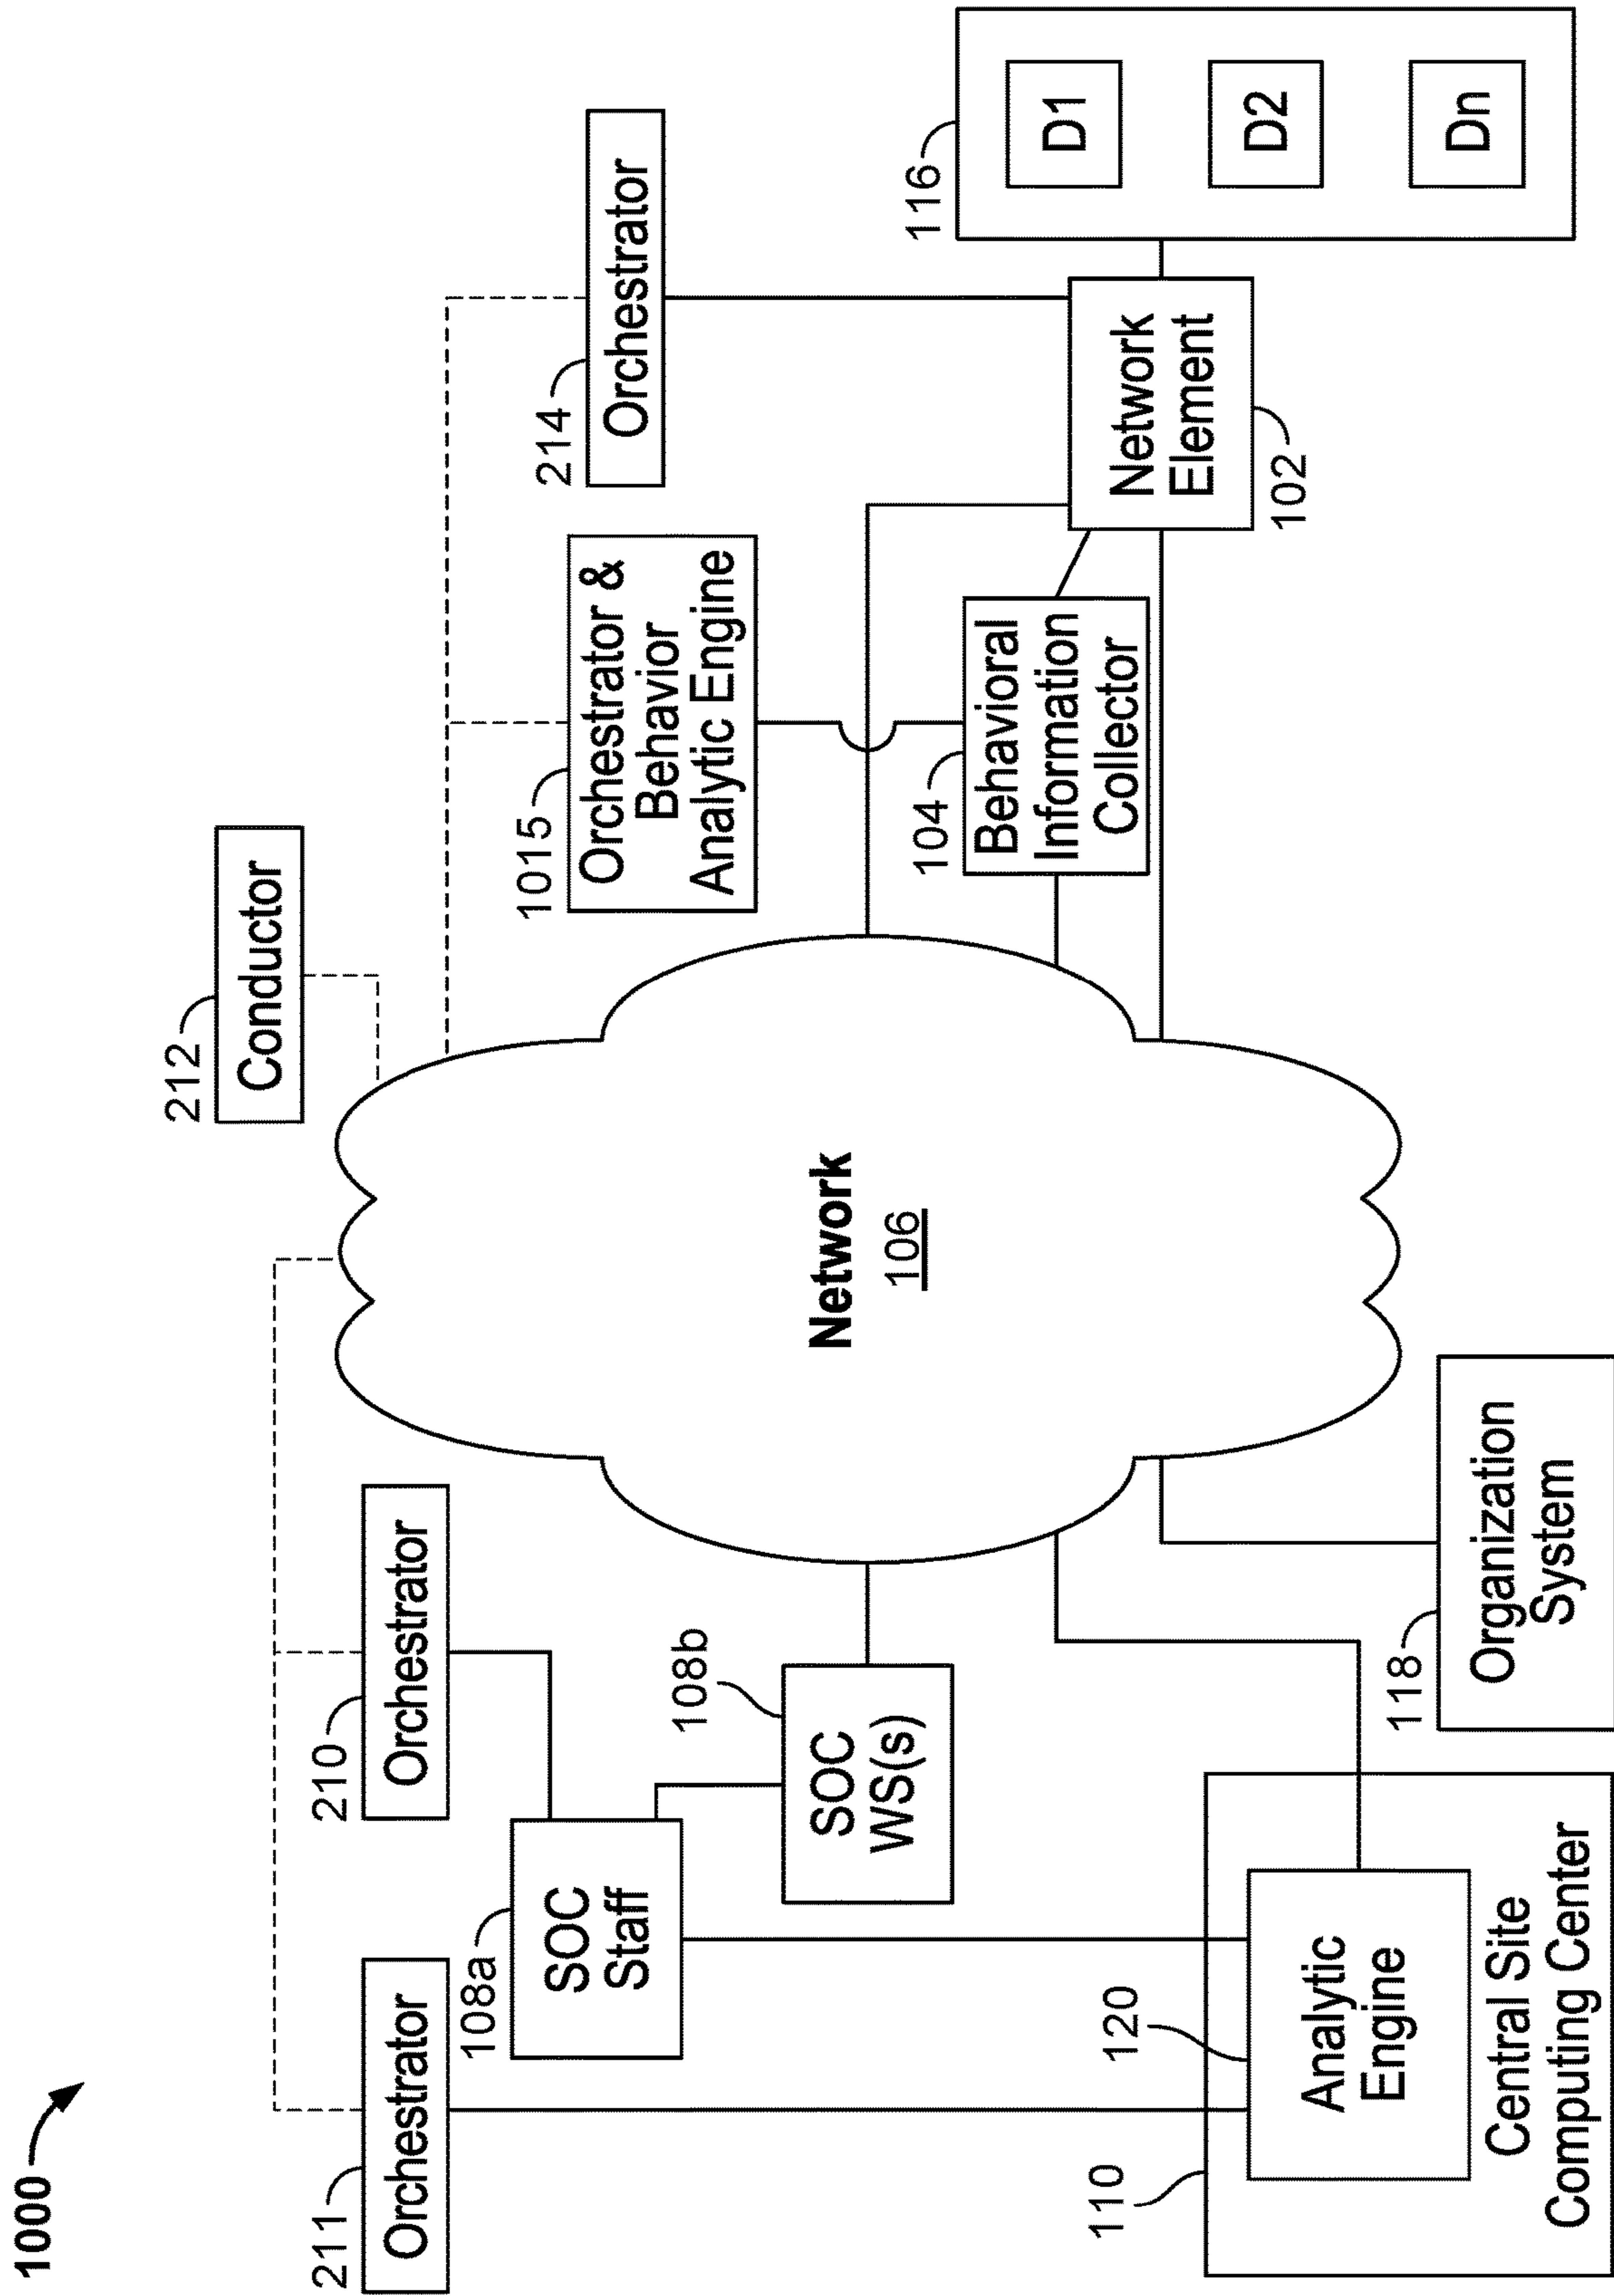 1000
212
Conductor
211
Orchestrator
210
Orchestrator
214
Orchestrator
1015
Orchestrator &
Behavior
Analytic Engine
108a
SOC
Staff
108b
SOC
WS(s)
Network
106
104
Behavioral
Information
Collector
Network
Element
102
116
D1
D2
Dn
110
120
Analytic
Engine
Central Site
Computing Center
118
Organization
System